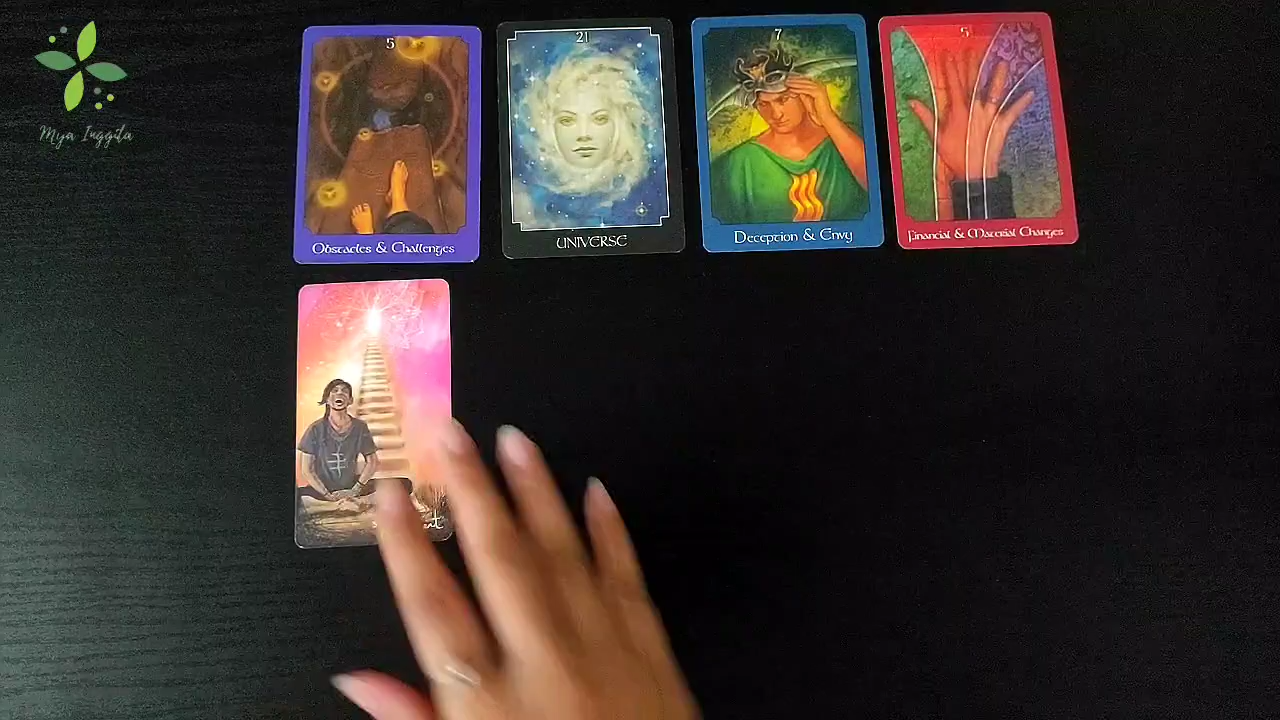 Mya Inggita
5
Obstacles & Challenges
21
UNIVERSE
7
Deception & Envy
5
Financial & Material Changes